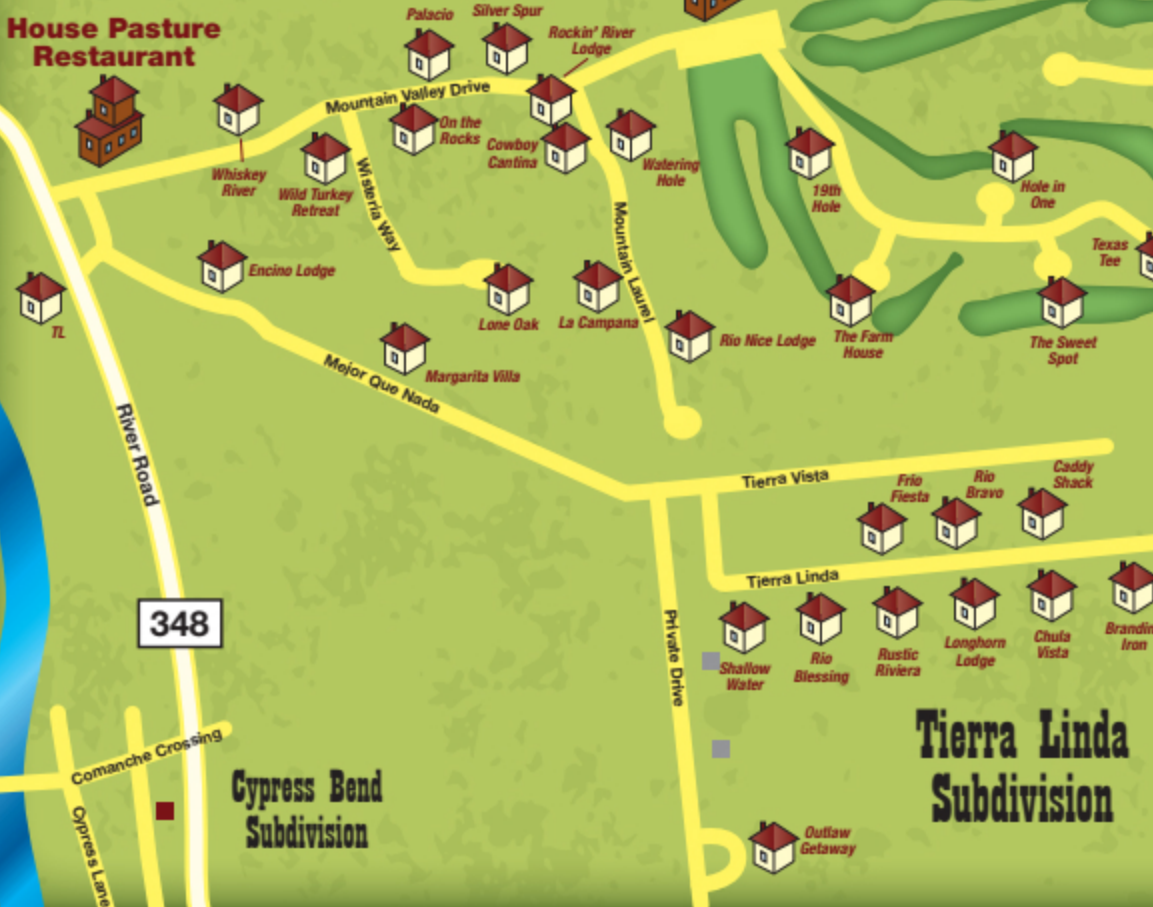 House Pasture
Restaurant
Palacio
Silver Spur
Rockin' River
Lodge
Mountain Valley Drive
On the
Rocks
Cowboy
Cantina
Watering
Hole
Whiskey
River
Wild Turkey
Retreat
Wisteria Way
19th
Hole
Hole in
One
Texas
Tee
Mountain Laurel
Encino Lodge
TL
Lone Oak
La Campana
Rio Nice Lodge
The Farm
House
The Sweet
Spot
Margarita Villa
Mejor Que Nada
River Road
Tierra Vista
Frio
Fiesta
Rio
Bravo
Caddy
Shack
Tierra Linda
348
Private Drive
Shallow
Water
Rio
Blessing
Rustic
Riviera
Longhorn
Lodge
Chula
Vista
Brandin
Iron
Tierra Linda
Subdivision
Comanche Crossing
Cypress Bend
Subdivision
Cypress Lane
Outlaw
Getaway